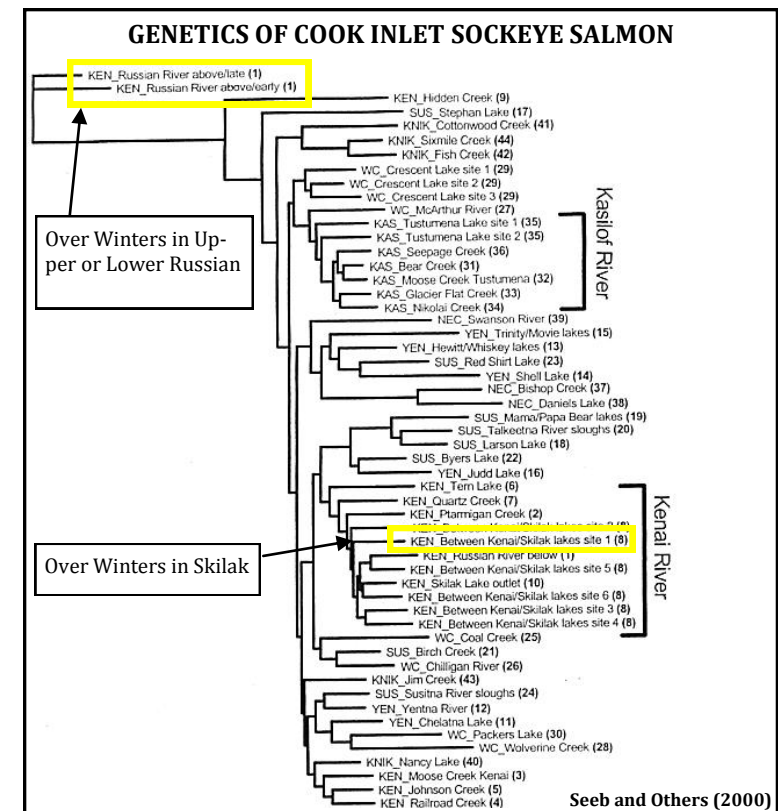 GENETICS OF COOK INLET SOCKEYE SALMON
KEN_Russian River above/late (1)
KEN_Russian River above/early (1)
KEN_Hidden Creek (9)
SUS_Stephan Lake (17)
KNIK_Cottonwood Creek (41)
KNIK_Sixmile Creek (44)
KNIK_Fish Creek (42)
WC_Crescent Lake site 1 (29)
WC_Crescent Lake site 2 (29)
WC_Crescent Lake site 3 (29)
WC_McArthur River (27)
KAS_Tustumena Lake site 1 (35)
KAS_Tustumena Lake site 2 (35)
KAS_Seepage Creek (36)
KAS_Bear Creek (31)
KAS_Moose Creek Tustumena (32)
KAS_Glacier Flat Creek (33)
KAS_Nikolai Creek (34)
Kasilof River
Over Winters in Up-
per or Lower Russian
NEC_Swanson River (39)
YEN_Trinity/Movie lakes (15)
YEN_Hewitt/Whiskey lakes (13)
SUS_Red Shirt Lake (23)
YEN_Shell Lake (14)
NEC_Bishop Creek (37)
NEC_Daniels Lake (38)
SUS_Mama/Papa Bear lakes (19)
SUS_Talkeetna River sloughs (20)
SUS_Larson Lake (18)
SUS_Byers Lake (22)
YEN_Judd Lake (16)
KEN_Tern Lake (6)
KEN_Quartz Creek (7)
KEN_Ptarmigan Creek (2)
KEN_Between Kenai/Skilak lakes site 2 (8)
KEN_Between Kenai/Skilak lakes site 1 (8)
KEN_Russian River below (1)
KEN_Between Kenai/Skilak lakes site 5 (8)
KEN_Skilak Lake outlet (10)
KEN_Between Kenai/Skilak lakes site 6 (8)
KEN_Between Kenai/Skilak lakes site 3 (8)
KEN_Between Kenai/Skilak lakes site 4 (8)
Kenai River
Over Winters in Skilak
WC_Coal Creek (25)
SUS_Birch Creek (21)
WC_Chilligan River (26)
KNIK_Jim Creek (43)
SUS_Susitna River sloughs (24)
YEN_Yentna River (12)
YEN_Chelatna Lake (11)
WC_Packers Lake (30)
WC_Wolverine Creek (28)
KNIK_Nancy Lake (40)
KEN_Moose Creek Kenai (3)
KEN_Johnson Creek (5)
KEN_Railroad Creek (4)
Seeb and Others (2000)